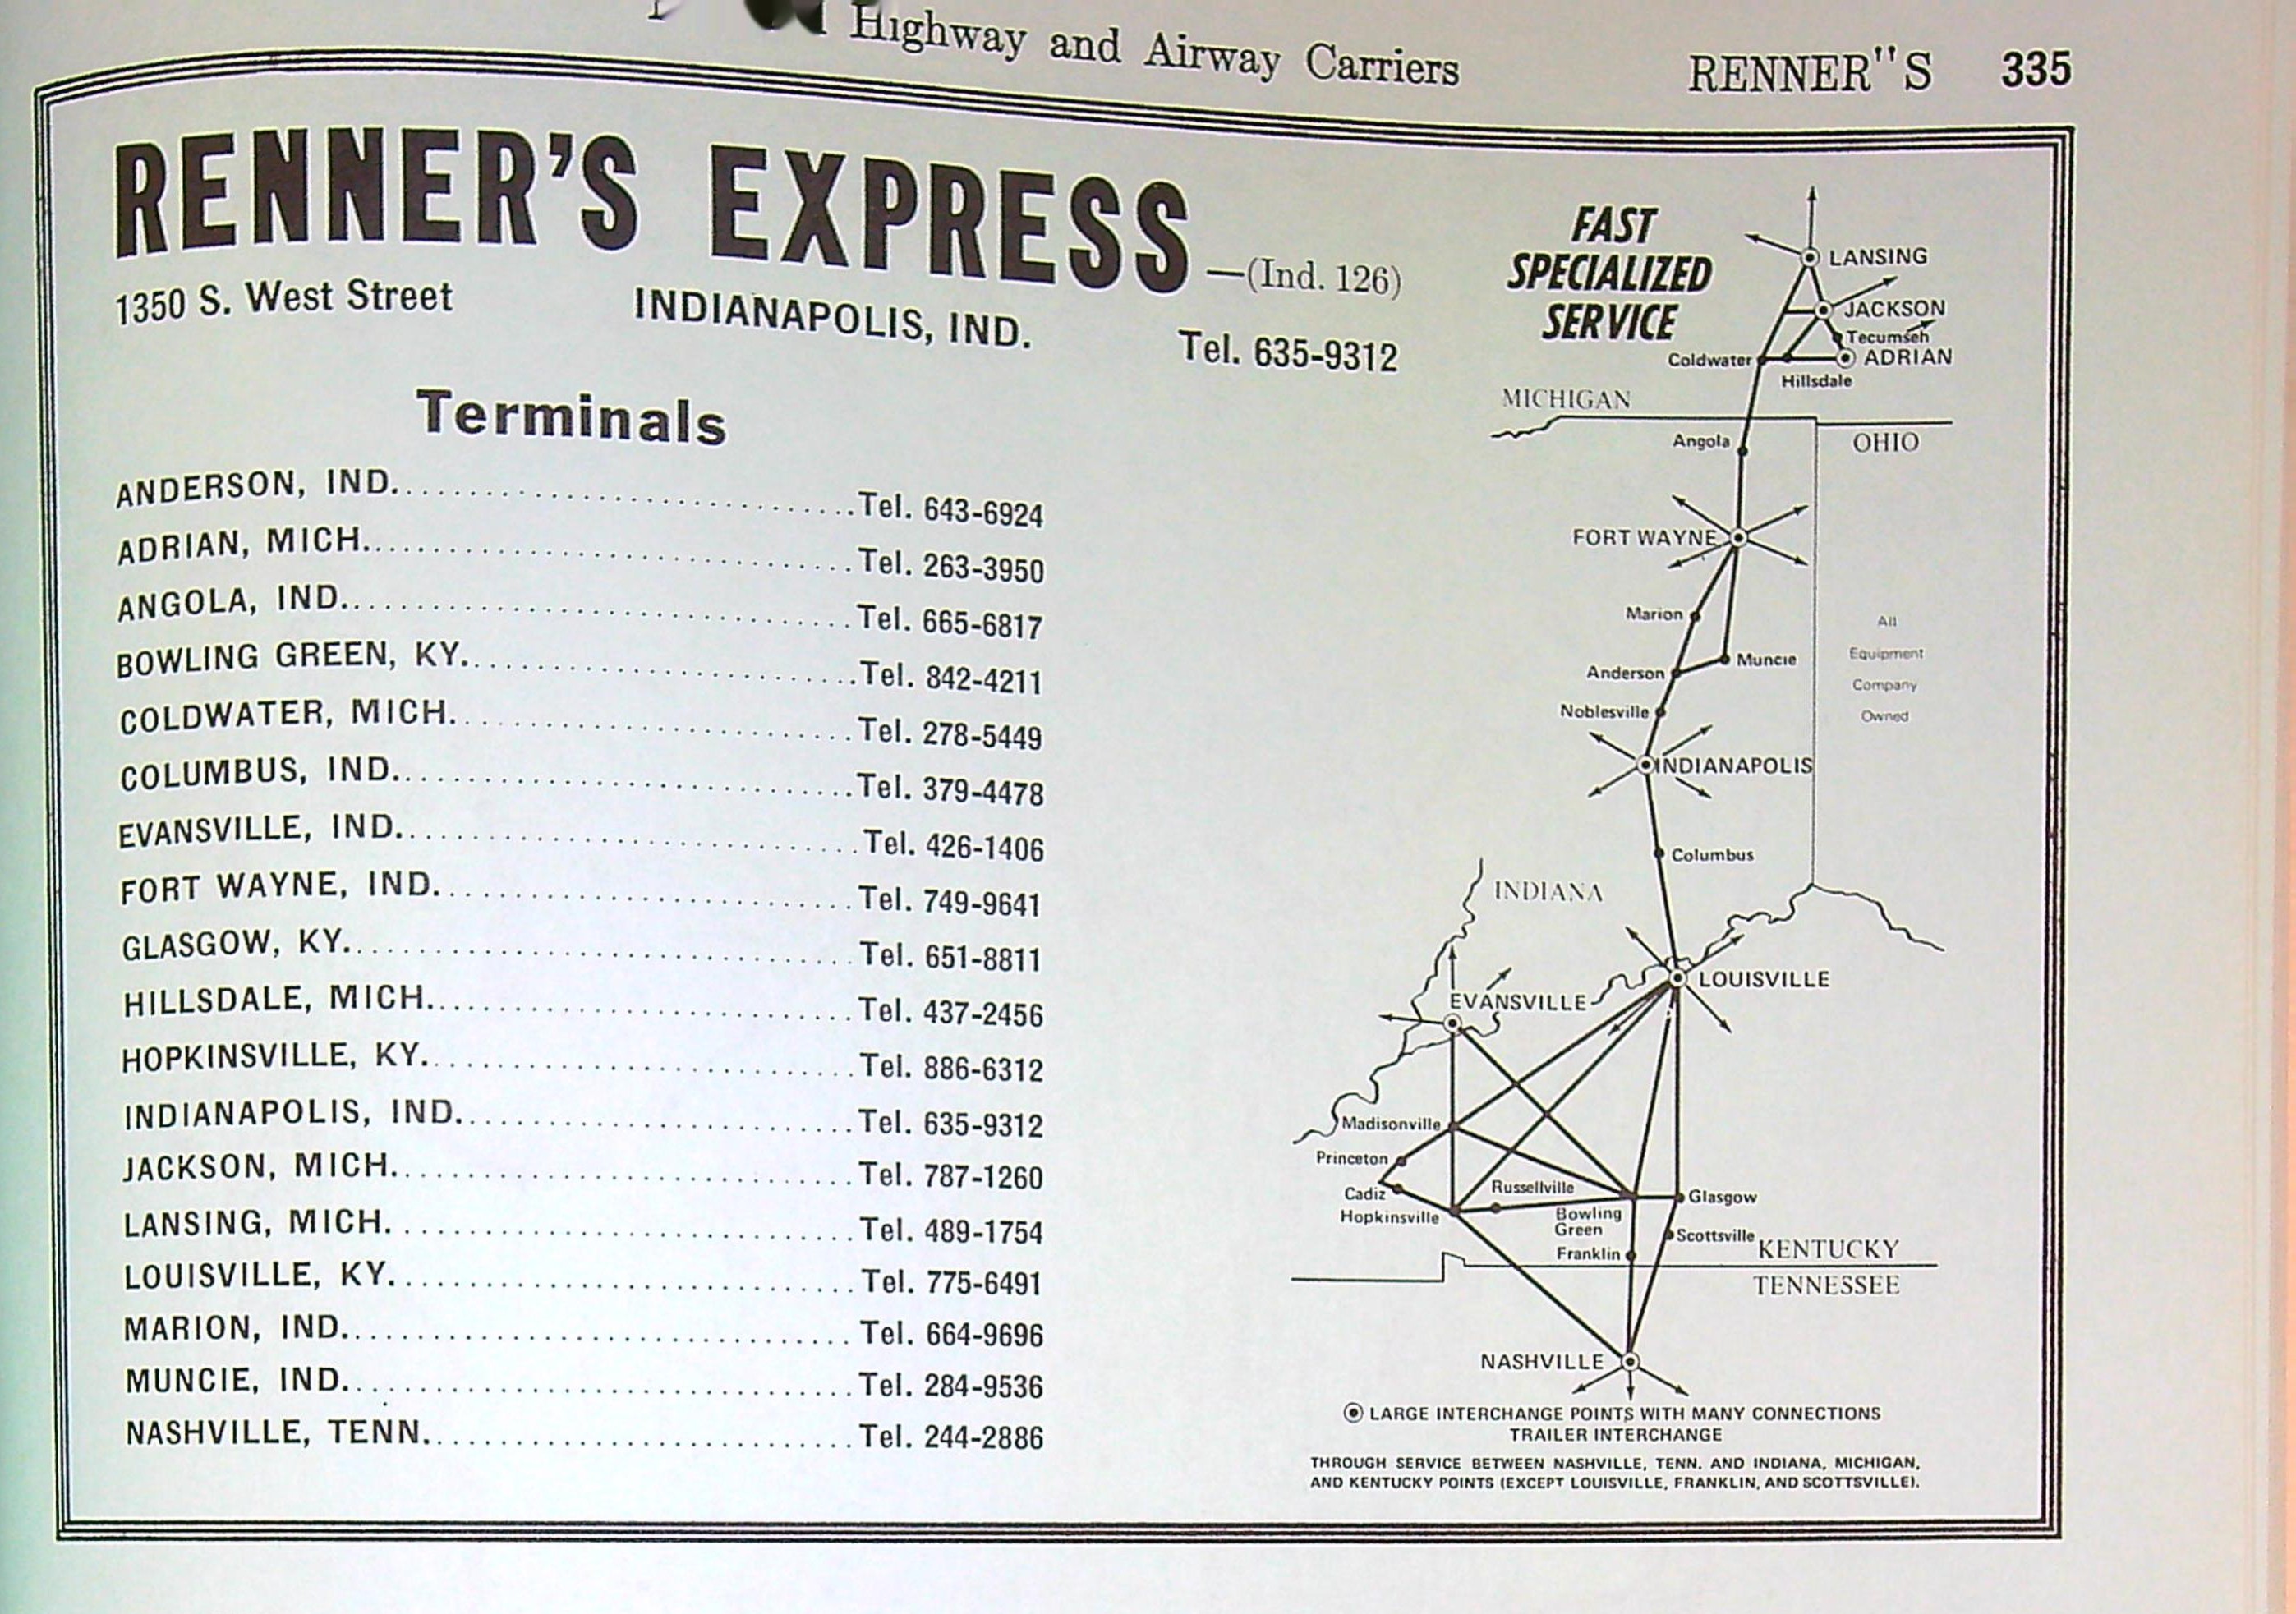 Highway and Airway Carriers
RENNER"S 335
RENNER'S EXPRESS —(Ind. 126)
1350 S. West Street INDIANAPOLIS, IND. Tel. 635-9312
Terminals
ANDERSON, IND. Tel. 643-6924
ADRIAN, MICH. Tel. 263-3950
ANGOLA, IND. Tel. 665-6817
BOWLING GREEN, KY. Tel. 842-4211
COLDWATER, MICH. Tel. 278-5449
COLUMBUS, IND. Tel. 379-4478
EVANSVILLE, IND. Tel. 426-1406
FORT WAYNE, IND. Tel. 749-9641
GLASGOW, KY. Tel. 651-8811
HILLSDALE, MICH. Tel. 437-2456
HOPKINSVILLE, KY. Tel. 886-6312
INDIANAPOLIS, IND. Tel. 635-9312
JACKSON, MICH. Tel. 787-1260
LANSING, MICH. Tel. 489-1754
LOUISVILLE, KY. Tel. 775-6491
MARION, IND. Tel. 664-9696
MUNCIE, IND. Tel. 284-9536
NASHVILLE, TENN. Tel. 244-2886
FAST
SPECIALIZED
SERVICE
LANSING
JACKSON
Tecumseh
Coldwater
ADRIAN
Hillsdale
MICHIGAN
Angola
OHIO
FORT WAYNE
Marion
Muncie
Anderson
Noblesville
All
Equipment
Company
Owned
INDIANAPOLIS
Columbus
INDIANA
LOUISVILLE
EVANSVILLE
Madisonville
Princeton
Cadiz
Russellville
Glasgow
Hopkinsville
Bowling
Green
Scottsville
Franklin
KENTUCKY
TENNESSEE
NASHVILLE
LARGE INTERCHANGE POINTS WITH MANY CONNECTIONS
TRAILER INTERCHANGE
THROUGH SERVICE BETWEEN NASHVILLE, TENN. AND INDIANA, MICHIGAN,
AND KENTUCKY POINTS (EXCEPT LOUISVILLE, FRANKLIN, AND SCOTTSVILLE).